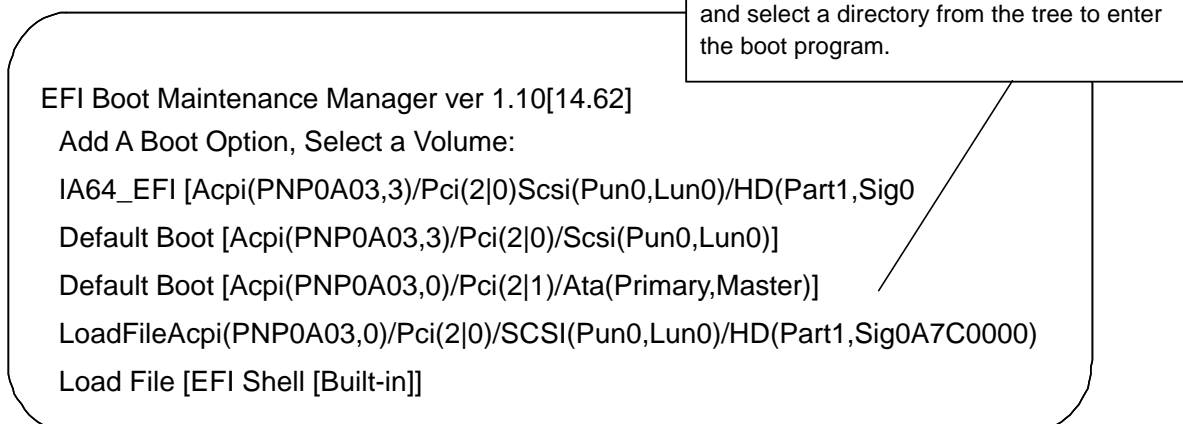 and select a directory from the tree to enter
the boot program.
EFI Boot Maintenance Manager ver 1.10[14.62]
Add A Boot Option, Select a Volume:
IA64_EFI [Acpi(PNP0A03,3)/Pci(2|0)Scsi(Pun0,Lun0)/HD(Part1,Sig0
Default Boot [Acpi(PNP0A03,3)/Pci(2|0)/Scsi(Pun0,Lun0)]
Default Boot [Acpi(PNP0A03,0)/Pci(2|1)/Ata(Primary,Master)]
LoadFileAcpi(PNP0A03,0)/Pci(2|0)/SCSI(Pun0,Lun0)/HD(Part1,Sig0A7C0000)
Load File [EFI Shell [Built-in]]